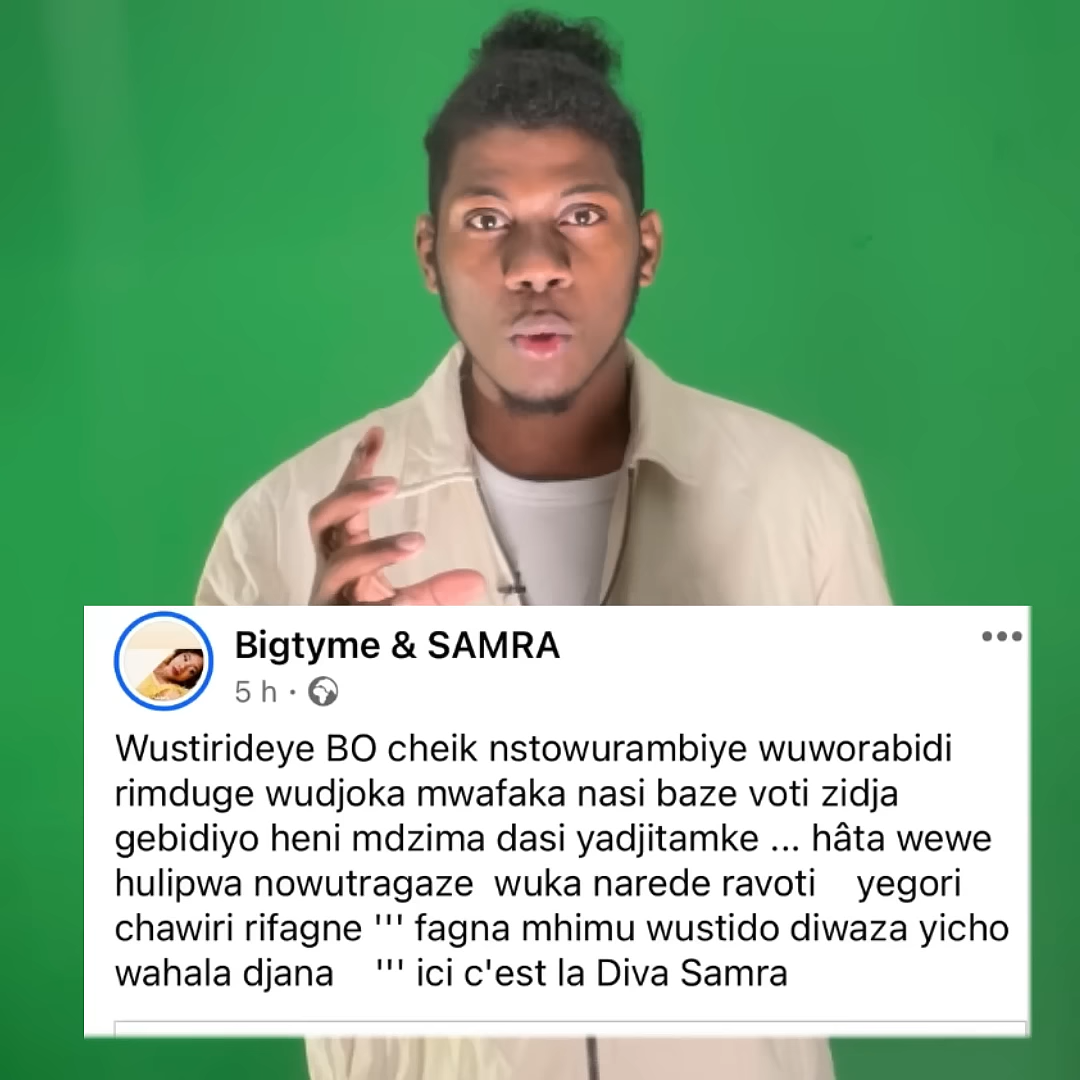 Bigtyme & SAMRA
5 h ·
Wustirideye BO cheik nstowurambiye wuworabidi
rimduge wudjoka mwafaka nasi baze voti zidja
gebidiyo heni mdzima dasi yadjitamke ... hâta wewe
hulipwa nowutragaze wuka narede ravoti yegori
chawiri rifagne ''' fagna mhimu wustido diwaza yicho
wahala djana ''' ici c'est la Diva Samra